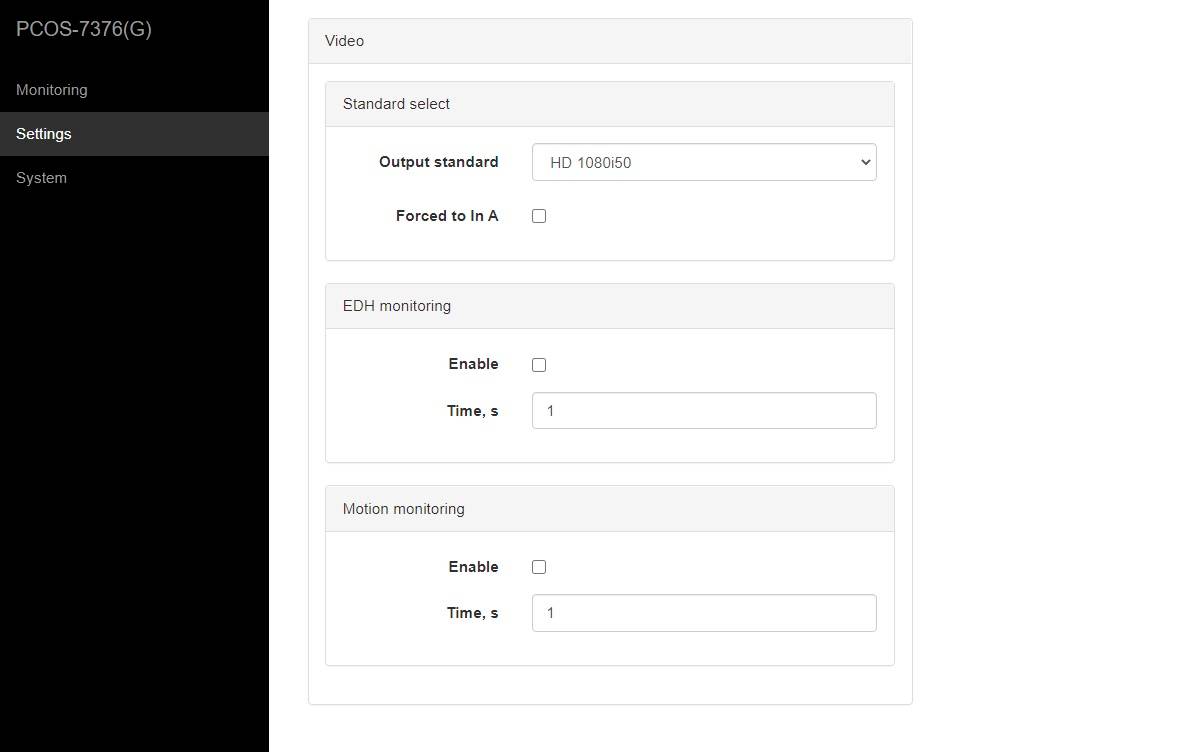 PCOS-7376(G)
Monitoring
Settings
System
Video
Standard select
Output standard HD 1080i50
Forced to In A
EDH monitoring
Enable
Time, s 1
Motion monitoring
Enable
Time, s 1